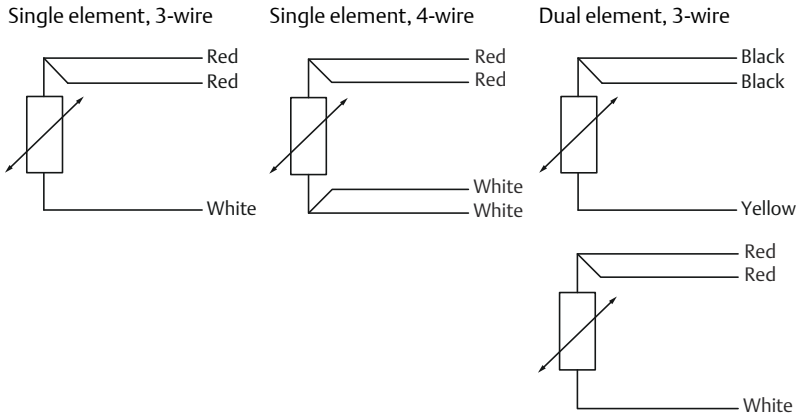 Single element, 3-wire
Red
Red
White
Single element, 4-wire
Red
Red
White
White
Dual element, 3-wire
Black
Black
Yellow
Red
Red
White